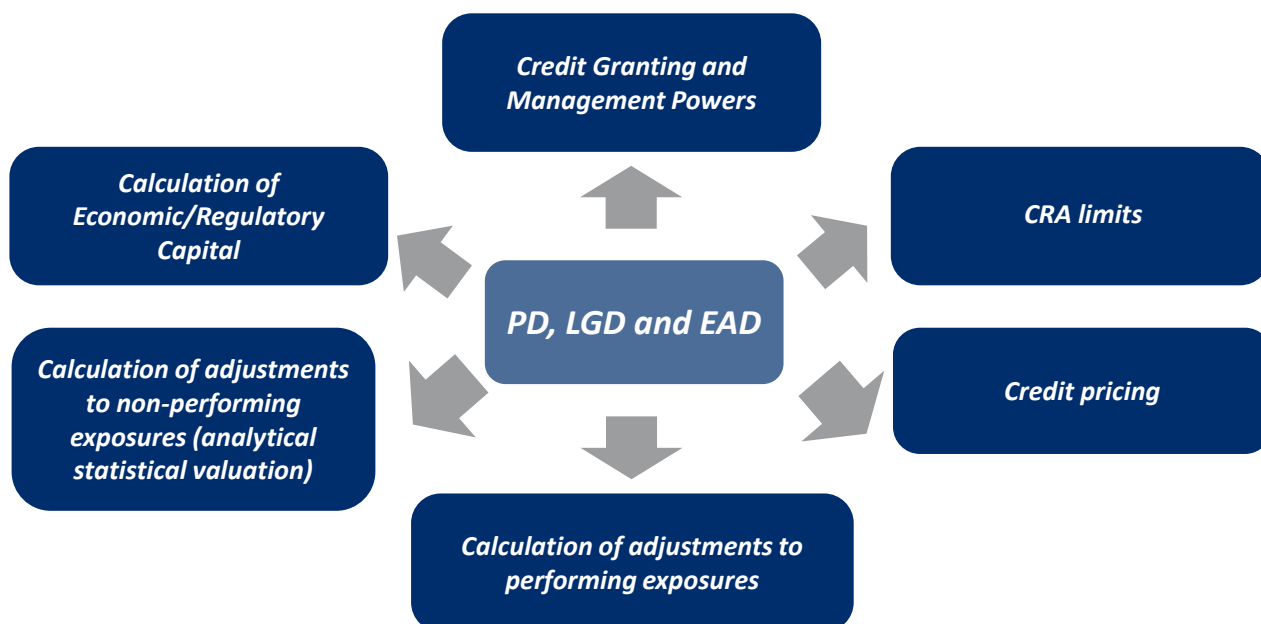 Credit Granting and
Management Powers
Calculation of
Economic/Regulatory
Capital
CRA limits
PD, LGD and EAD
Calculation of adjustments
to non-performing
exposures (analytical
statistical valuation)
Credit pricing
Calculation of adjustments to
performing exposures